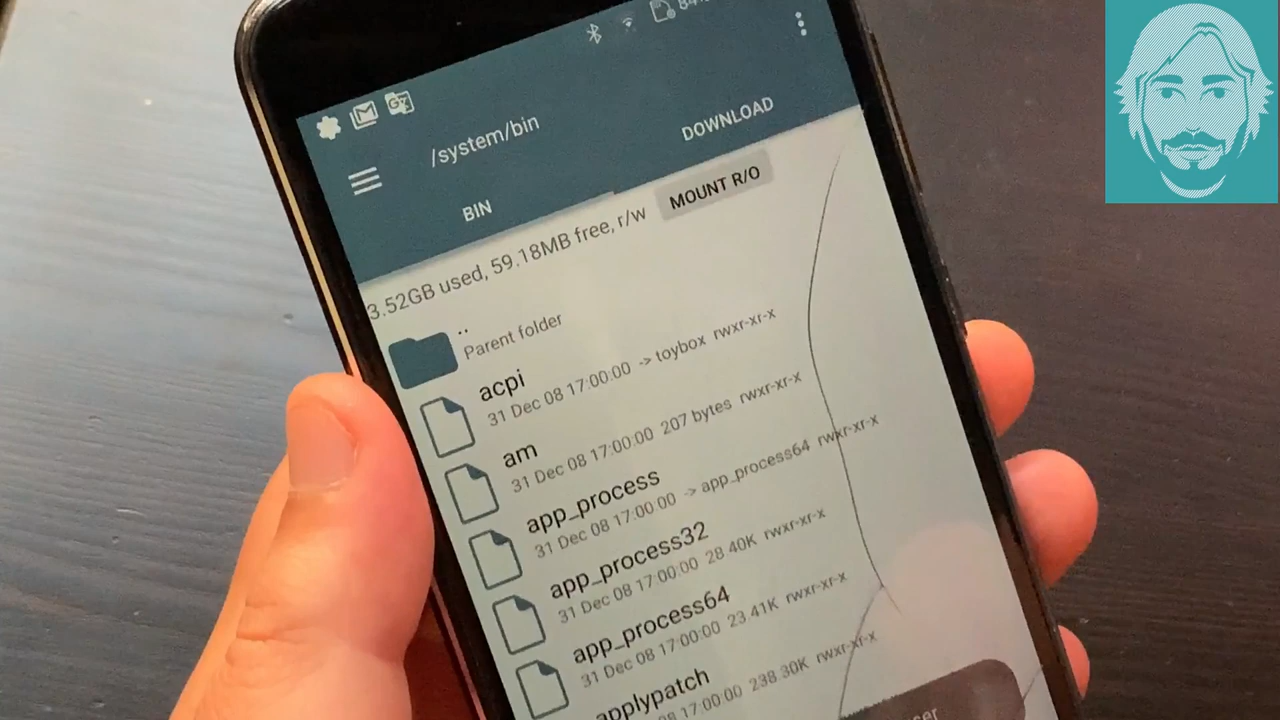 84%
/system/bin
BIN
DOWNLOAD
3.52GB used, 59.18MB free, r/w
MOUNT R/O
..
Parent folder
acpi
31 Dec 08 17:00:00 -> toybox rwxr-xr-x
am
31 Dec 08 17:00:00 207 bytes rwxr-xr-x
app_process
31 Dec 08 17:00:00 -> app_process64 rwxr-xr-x
app_process32
31 Dec 08 17:00:00 28.40K rwxr-xr-x
app_process64
31 Dec 08 17:00:00 23.41K rwxr-xr-x
applypatch
08 17:00:00 238.30K rwxr-xr-x